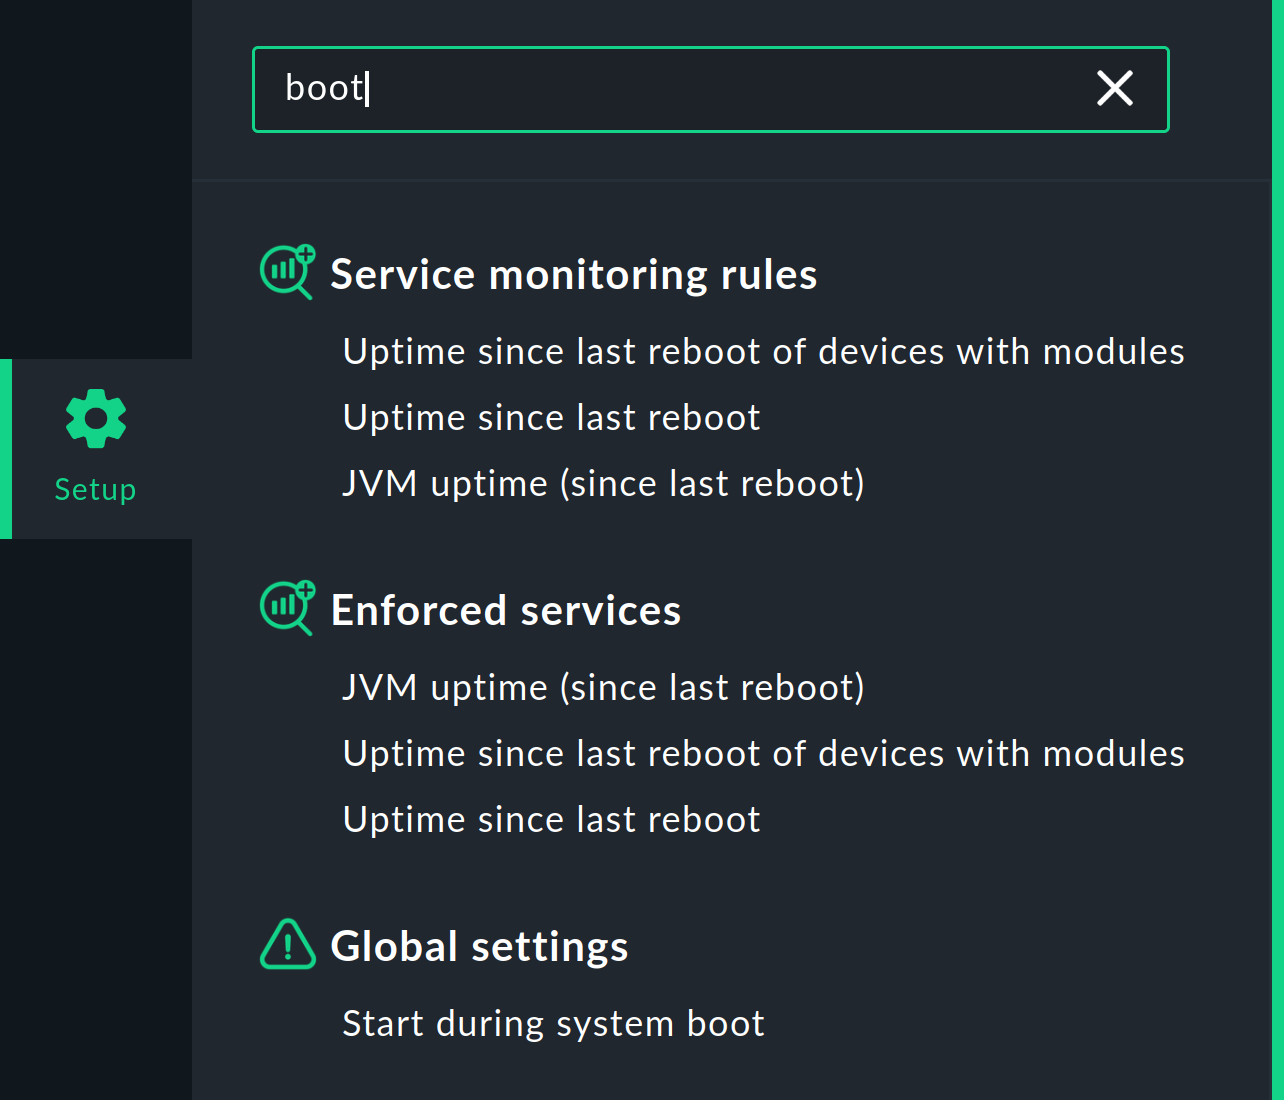 boot
Service monitoring rules
Uptime since last reboot of devices with modules
Uptime since last reboot
JVM uptime (since last reboot)
Setup
Enforced services
JVM uptime (since last reboot)
Uptime since last reboot of devices with modules
Uptime since last reboot
Global settings
Start during system boot